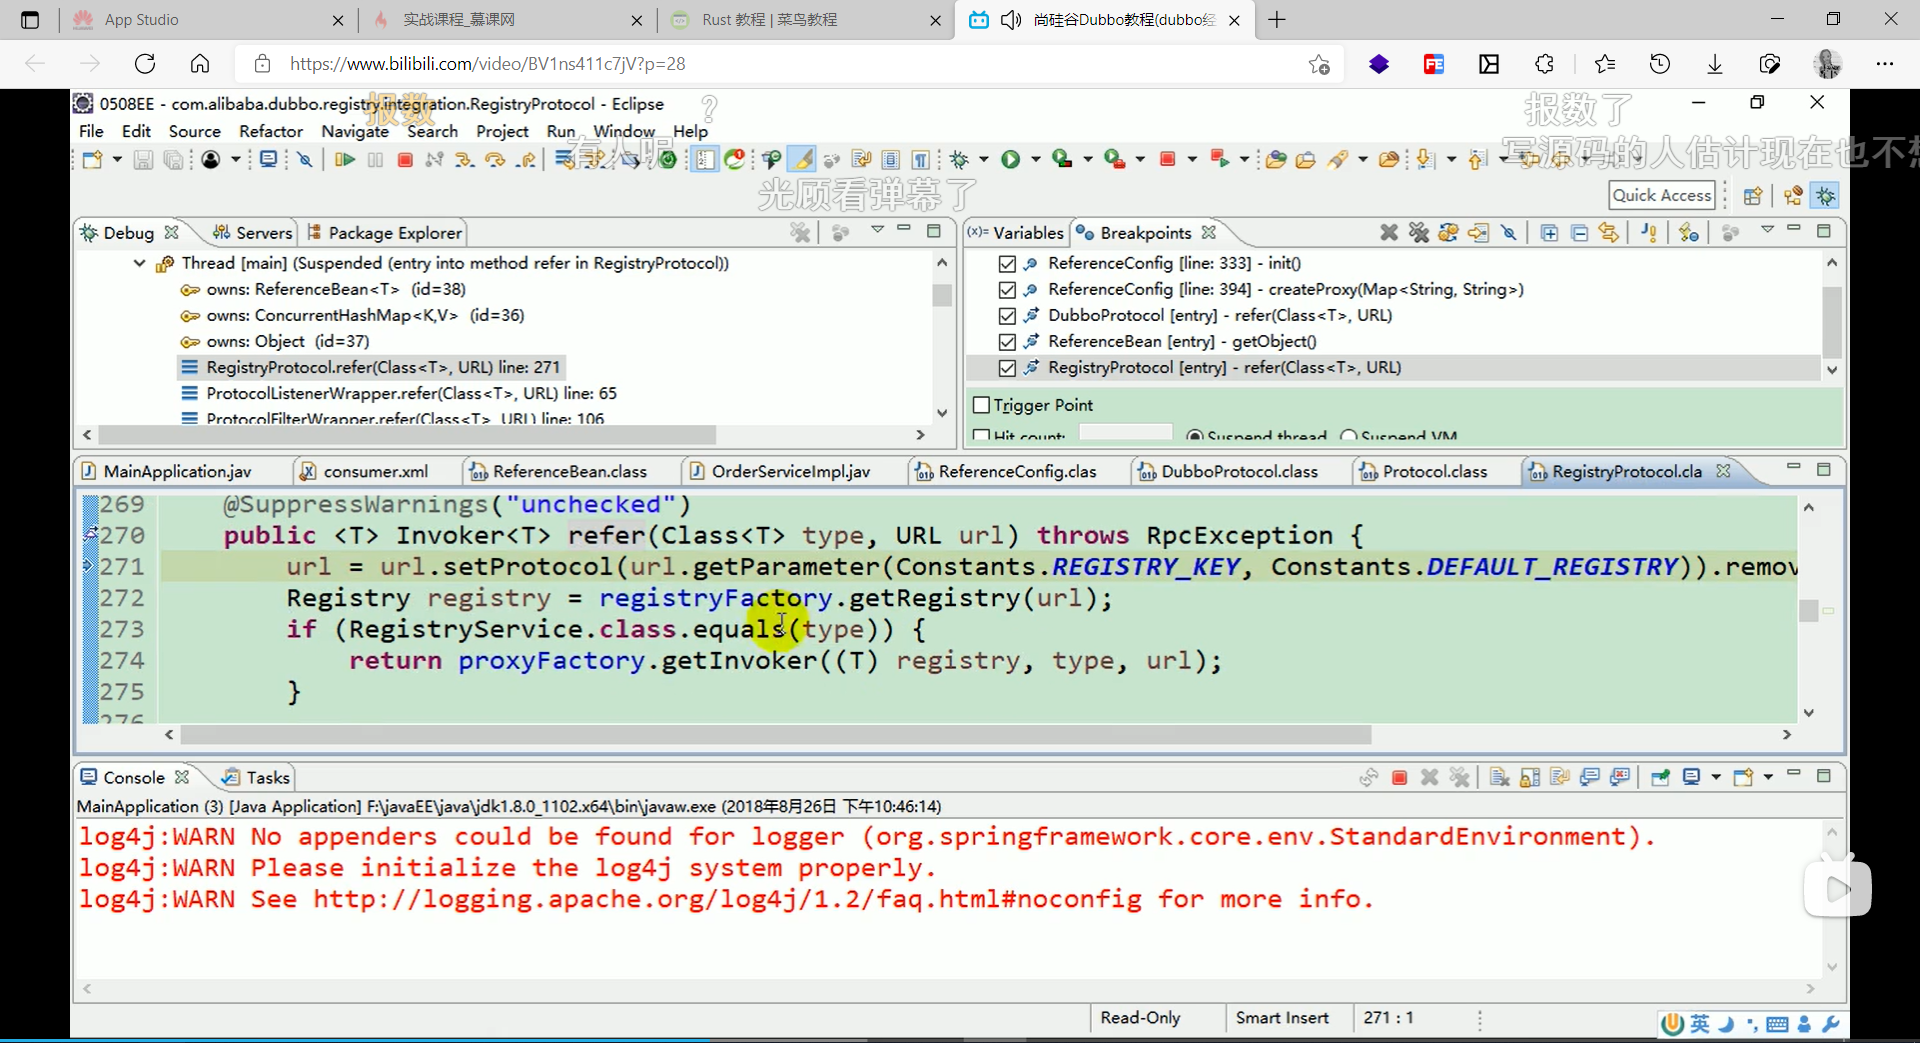 App Studio
实战课程_慕课网
Rust 教程 | 菜鸟教程
尚硅谷Dubbo教程(dubbo经
https://www.bilibili.com/video/BV1ns411c7jV?p=28
0508EE - com.alibaba.dubbo.registry.integration.RegistryProtocol - Eclipse
报数
?
报数了
File Edit Source Refactor Navigate Search Project Run Window Help
有人呢
写源码的人估计现在也不想
光顾看弹幕了
Quick Access
Debug
Servers
Package Explorer
Thread [main] (Suspended (entry into method refer in RegistryProtocol))
owns: ReferenceBean<T> (id=38)
owns: ConcurrentHashMap<K,V> (id=36)
owns: Object (id=37)
RegistryProtocol.refer(Class<T>, URL) line: 271
ProtocolListenerWrapper.refer(Class<T>, URL) line: 65
ProtocolFilterWrapper.refer(Class<T>, URL) line: 106
(x)= Variables
Breakpoints
ReferenceConfig [line: 333] - init()
ReferenceConfig [line: 394] - createProxy(Map<String, String>)
DubboProtocol [entry] - refer(Class<T>, URL)
ReferenceBean [entry] - getObject()
RegistryProtocol [entry] - refer(Class<T>, URL)
Trigger Point
Hit count:
Suspend thread
Suspend VM
MainApplication.jav
consumer.xml
ReferenceBean.class
OrderServiceImpl.jav
ReferenceConfig.clas
DubboProtocol.class
Protocol.class
RegistryProtocol.cla
269 @SuppressWarnings("unchecked")
270 public <T> Invoker<T> refer(Class<T> type, URL url) throws RpcException {
271 url = url.setProtocol(url.getParameter(Constants.REGISTRY_KEY, Constants.DEFAULT_REGISTRY)).remov
272 Registry registry = registryFactory.getRegistry(url);
273 if (RegistryService.class.equals(type)) {
274 return proxyFactory.getInvoker((T) registry, type, url);
275 }
276
Console
Tasks
MainApplication (3) [Java Application] F:\javaEE\java\jdk1.8.0_1102.x64\bin\javaw.exe (2018年8月26日 下午10:46:14)
log4j:WARN No appenders could be found for logger (org.springframework.core.env.StandardEnvironment).
log4j:WARN Please initialize the log4j system properly.
log4j:WARN See http://logging.apache.org/log4j/1.2/faq.html#noconfig for more info.
Read-Only
Smart Insert
271 : 1
英